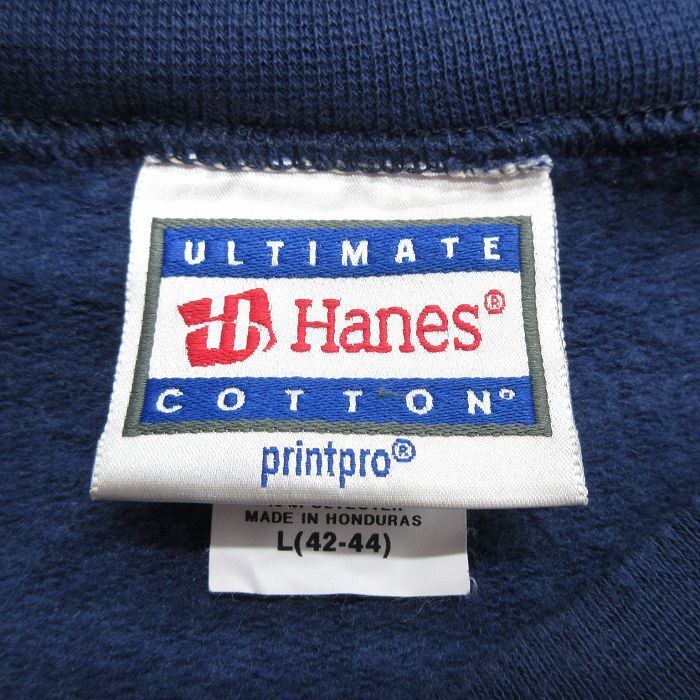 ULTIMATE
Hanes®
COTTON®
printpro®
MADE IN HONDURAS
L(42-44)